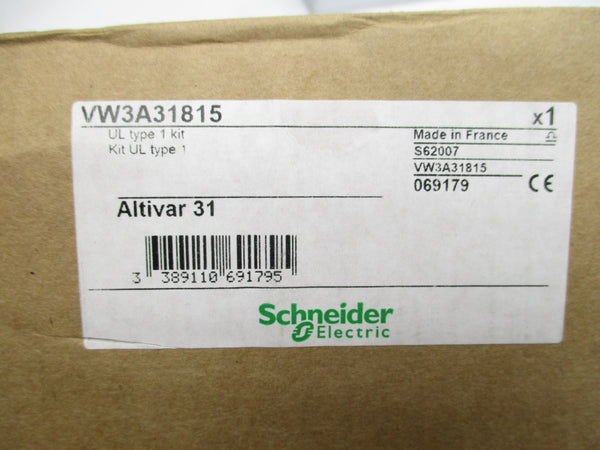 VW3A31815 x1
UL type 1 kit
Kit UL type 1
Made in France
S62007
VW3A31815
069179 CE
Altivar 31
3 389110 691795
Schneider
Electric